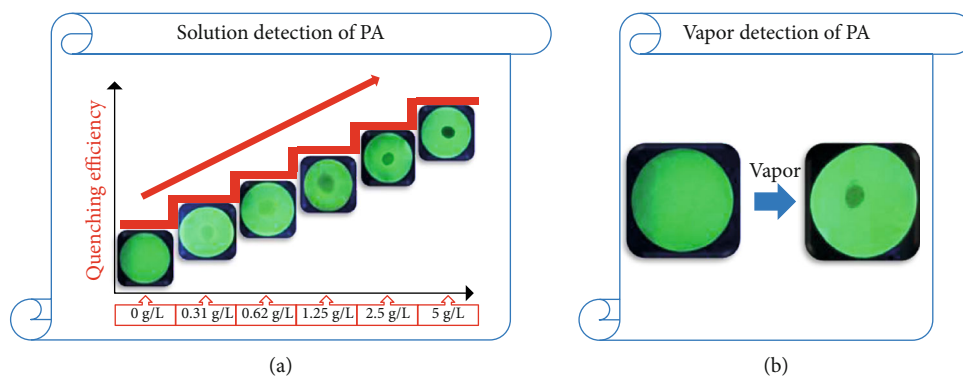 Solution detection of PA
Quenching efficiency
0 g/L
0.31 g/L
0.62 g/L
1.25 g/L
2.5 g/L
5 g/L
(a)
Vapor detection of PA
Vapor
(b)